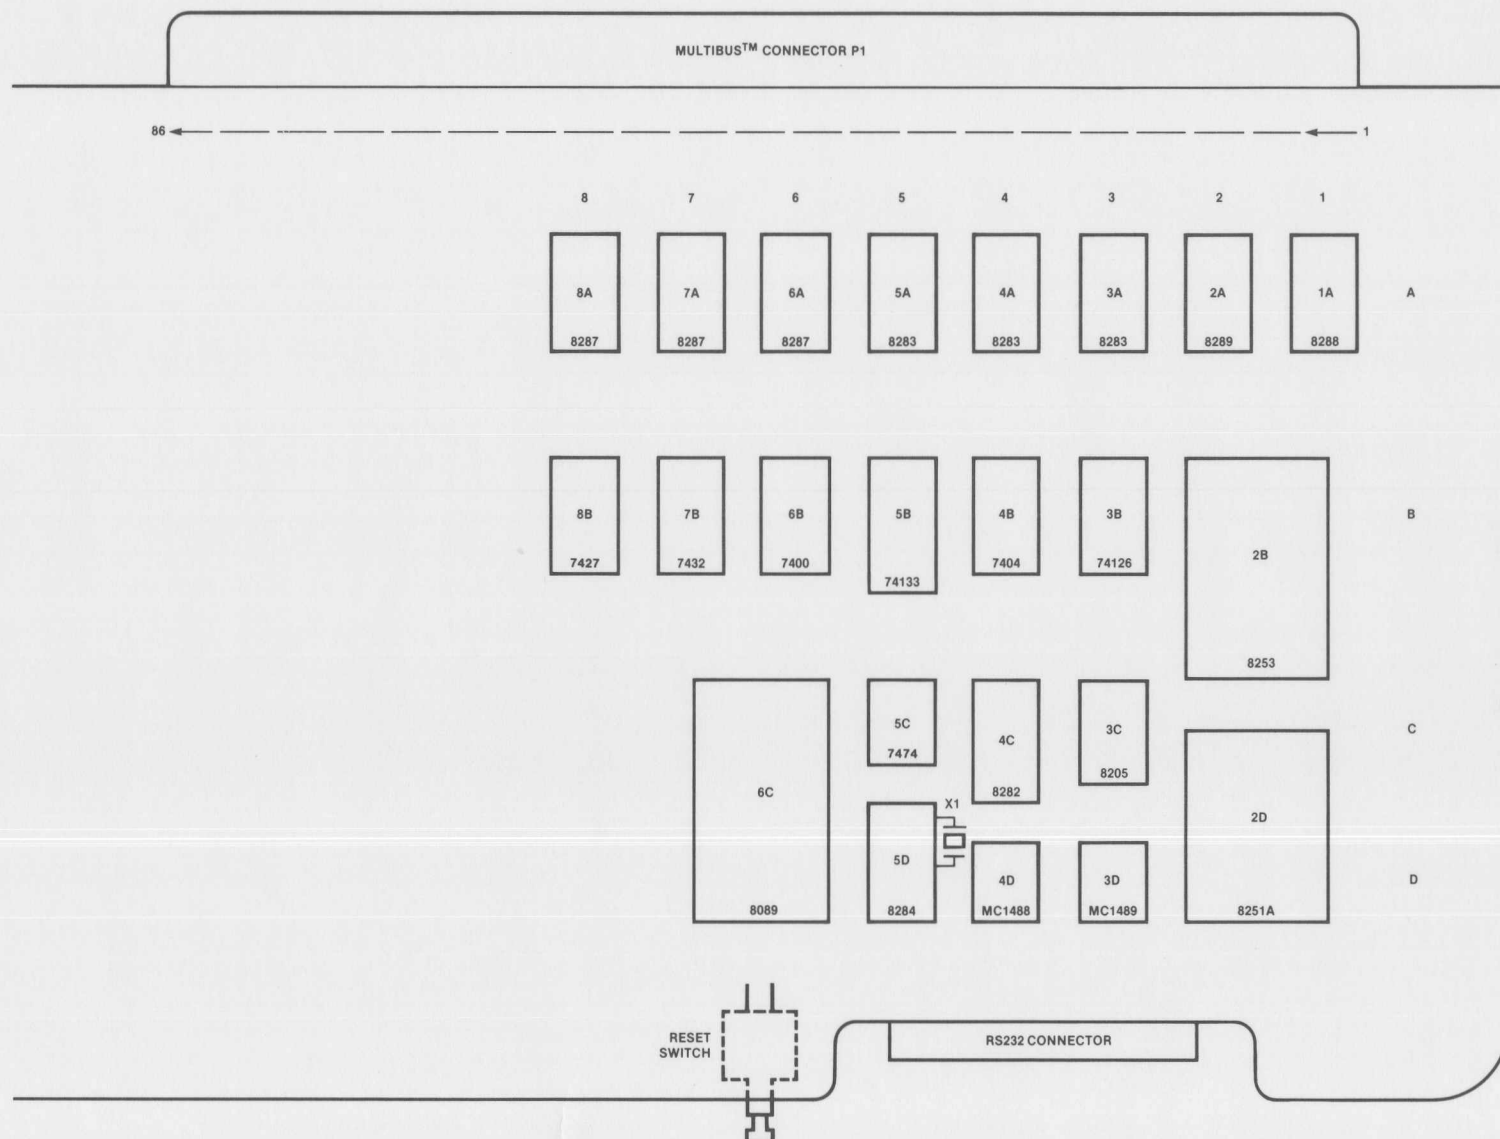 MULTIBUS™ CONNECTOR P1
86 1
8 7 6 5 4 3 2 1
8A 7A 6A 5A 4A 3A 2A 1A A
8287 8287 8287 8283 8283 8283 8289 8288
8B 7B 6B 5B 4B 3B B
2B
7427 7432 7400 74133 7404 74126
8253
5C 4C 3C C
7474 8205
6C 8282
X1
2D
5D 4D 3D D
8089 8284 MC1488 MC1489 8251A
RESET
SWITCH
RS232 CONNECTOR